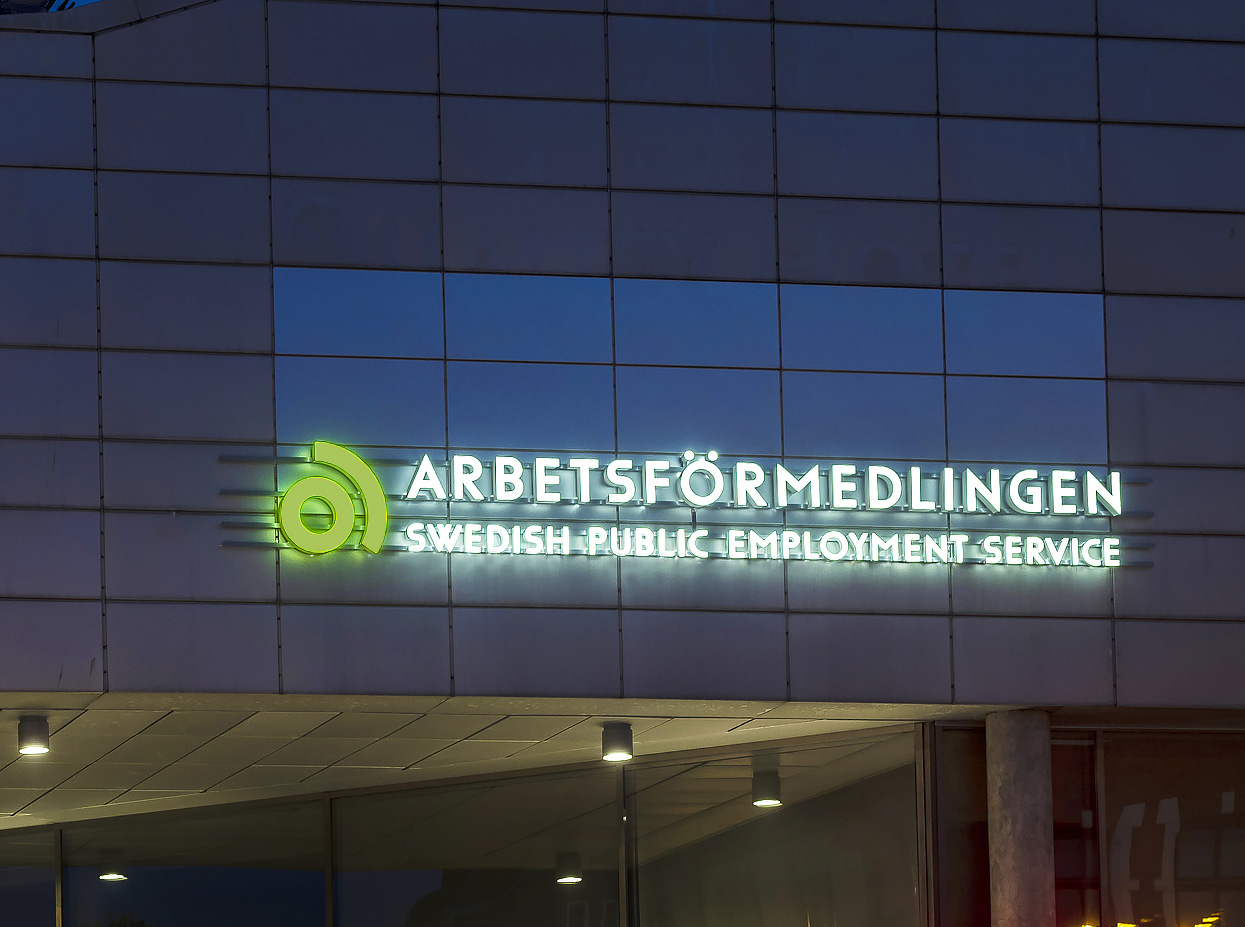 ARBETSFÖRMEDLINGEN
SWEDISH PUBLIC EMPLOYMENT SERVICE